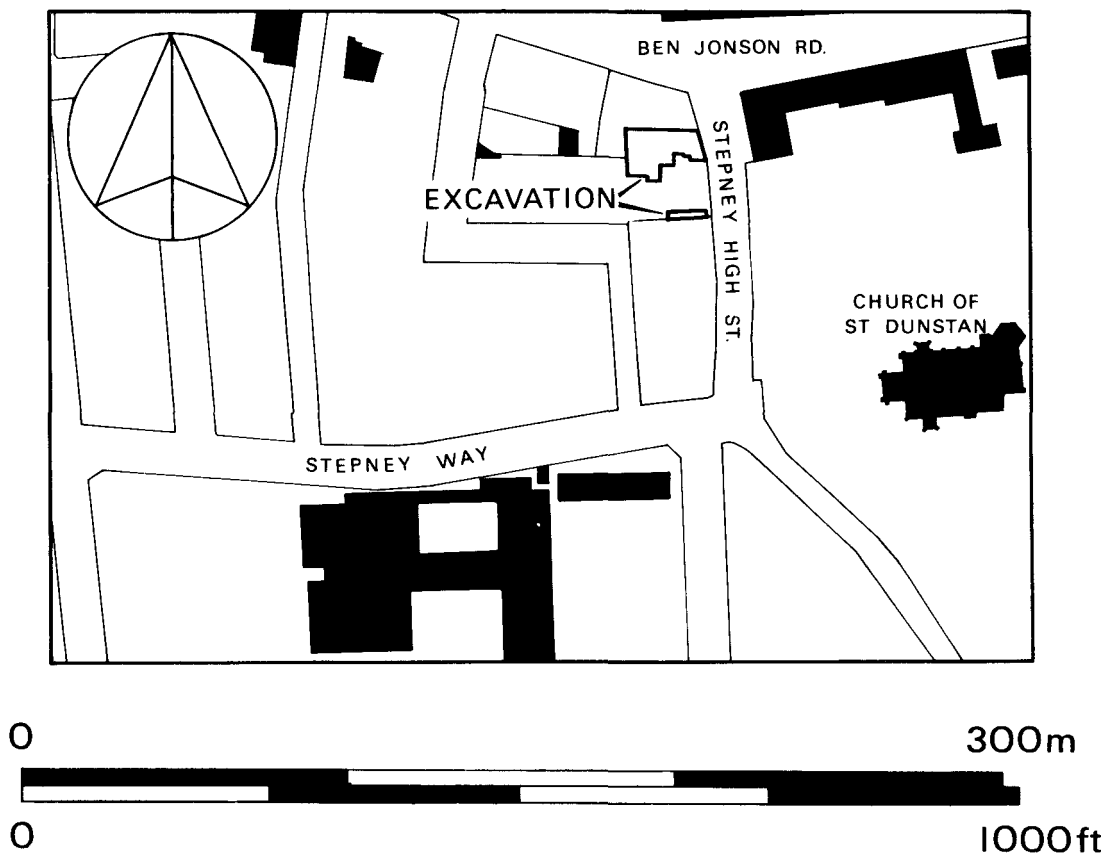 BEN JONSON RD.
STEPNEY HIGH ST.
EXCAVATION
CHURCH OF
ST DUNSTAN
STEPNEY WAY
0
300m
0
1000ft